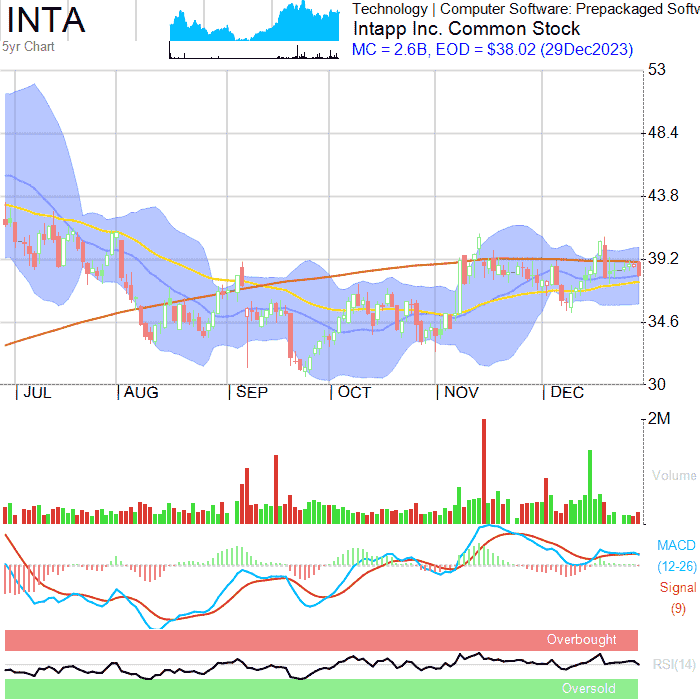 INTA
5yr Chart
Technology | Computer Software: Prepackaged Softw
Intapp Inc. Common Stock
MC = 2.6B, EOD = $38.02 (29Dec2023)
53
48.4
43.8
39.2
34.6
30
JUL AUG SEP OCT NOV DEC
2M
Volume
MACD
(12-26)
Signal
(9)
Overbought
RSI(14)
Oversold